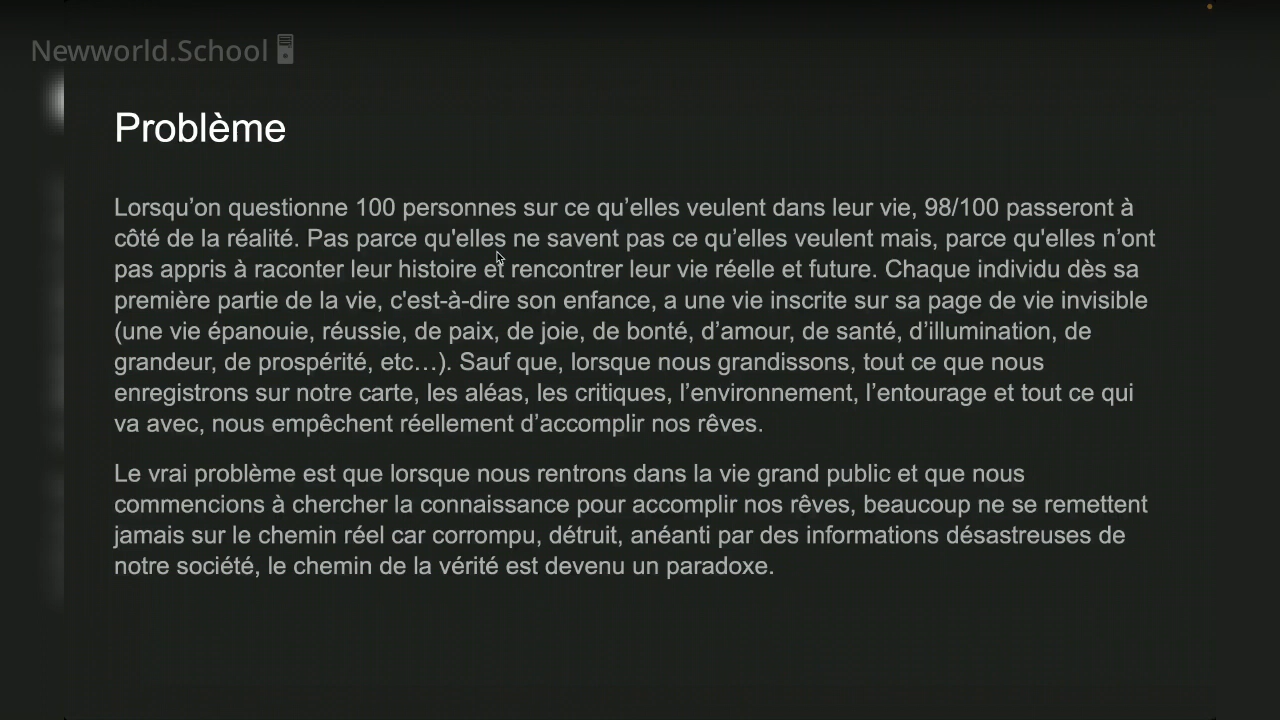 Newworld.School
Problème
Lorsqu’on questionne 100 personnes sur ce qu’elles veulent dans leur vie, 98/100 passeront à
côté de la réalité. Pas parce qu'elles ne savent pas ce qu’elles veulent mais, parce qu'elles n’ont
pas appris à raconter leur histoire et rencontrer leur vie réelle et future. Chaque individu dès sa
première partie de la vie, c'est-à-dire son enfance, a une vie inscrite sur sa page de vie invisible
(une vie épanouie, réussie, de paix, de joie, de bonté, d’amour, de santé, d’illumination, de
grandeur, de prospérité, etc…). Sauf que, lorsque nous grandissons, tout ce que nous
enregistrons sur notre carte, les aléas, les critiques, l’environnement, l’entourage et tout ce qui
va avec, nous empêchent réellement d’accomplir nos rêves.
Le vrai problème est que lorsque nous rentrons dans la vie grand public et que nous
commencions à chercher la connaissance pour accomplir nos rêves, beaucoup ne se remettent
jamais sur le chemin réel car corrompu, détruit, anéanti par des informations désastreuses de
notre société, le chemin de la vérité est devenu un paradoxe.